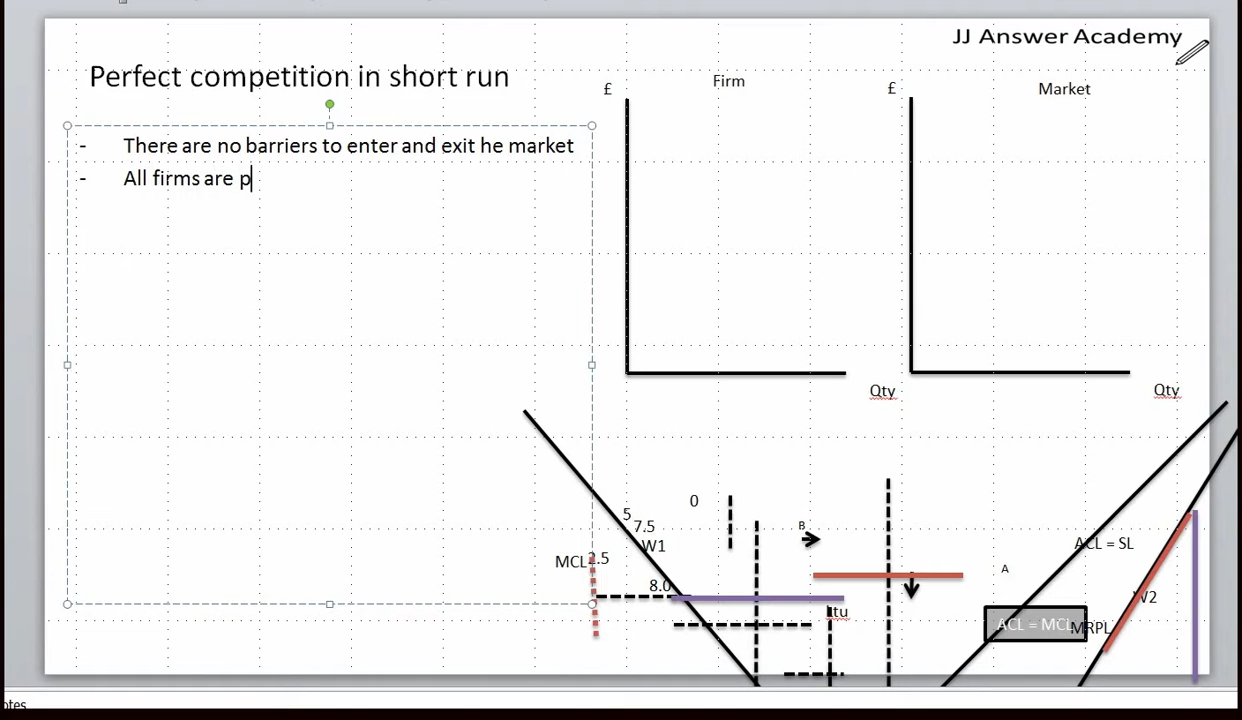 JJ Answer Academy
Perfect competition in short run
£
Firm
£
Market
- There are no barriers to enter and exit he market
- All firms are p
Qty
Qty
0
5
7.5
B
W1
MCL
2.5
ACL = SL
A
8.0
W2
ltu
ACL = MCL
MRPL
otes